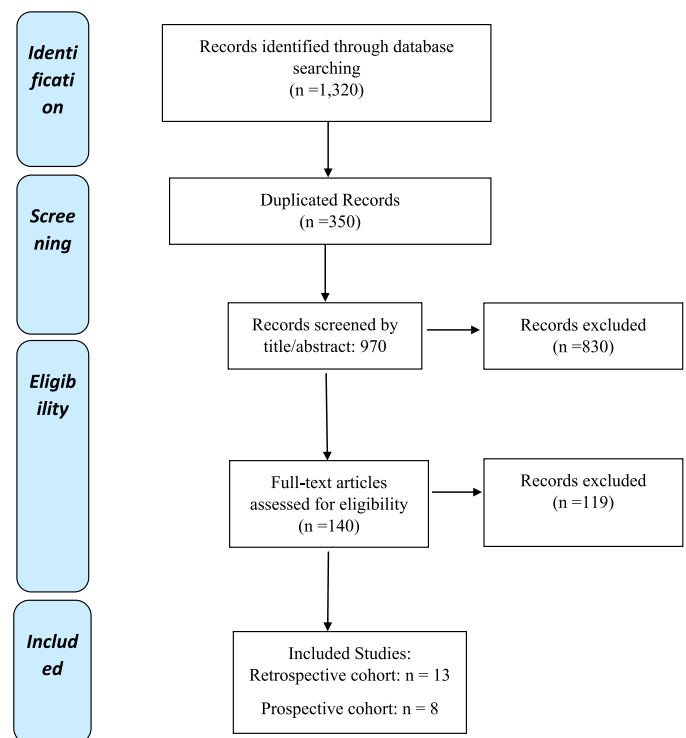 Identi
ficati
on
Records identified through database
searching
(n =1,320)
Scree
ning
Duplicated Records
(n =350)
Records screened by
title/abstract: 970
Records excluded
(n =830)
Eligib
ility
Full-text articles
assessed for eligibility
(n =140)
Records excluded
(n =119)
Includ
ed
Included Studies:
Retrospective cohort: n = 13
Prospective cohort: n = 8